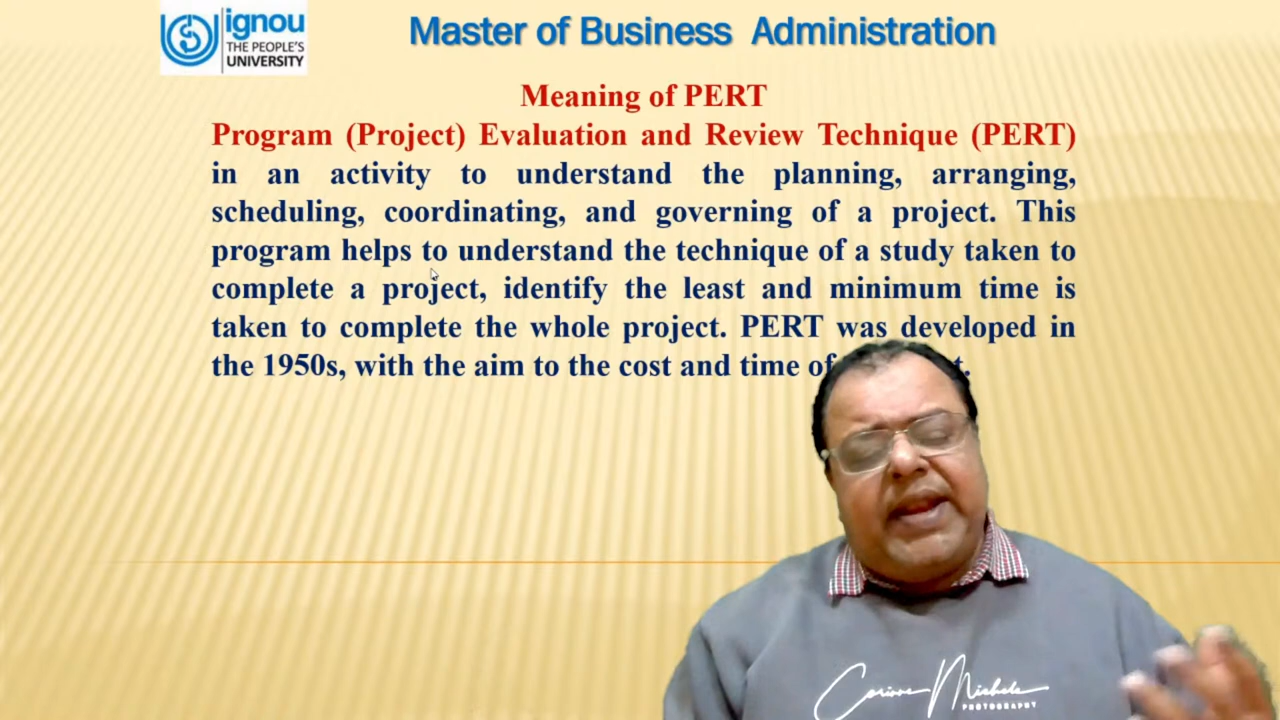 ignou
THE PEOPLE'S
UNIVERSITY
Master of Business Administration
Meaning of PERT
Program (Project) Evaluation and Review Technique (PERT)
in an activity to understand the planning, arranging,
scheduling, coordinating, and governing of a project. This
program helps to understand the technique of a study taken to
complete a project, identify the least and minimum time is
taken to complete the whole project. PERT was developed in
the 1950s, with the aim to the cost and time of
Corinne Michels
PHOTOGRAPHY